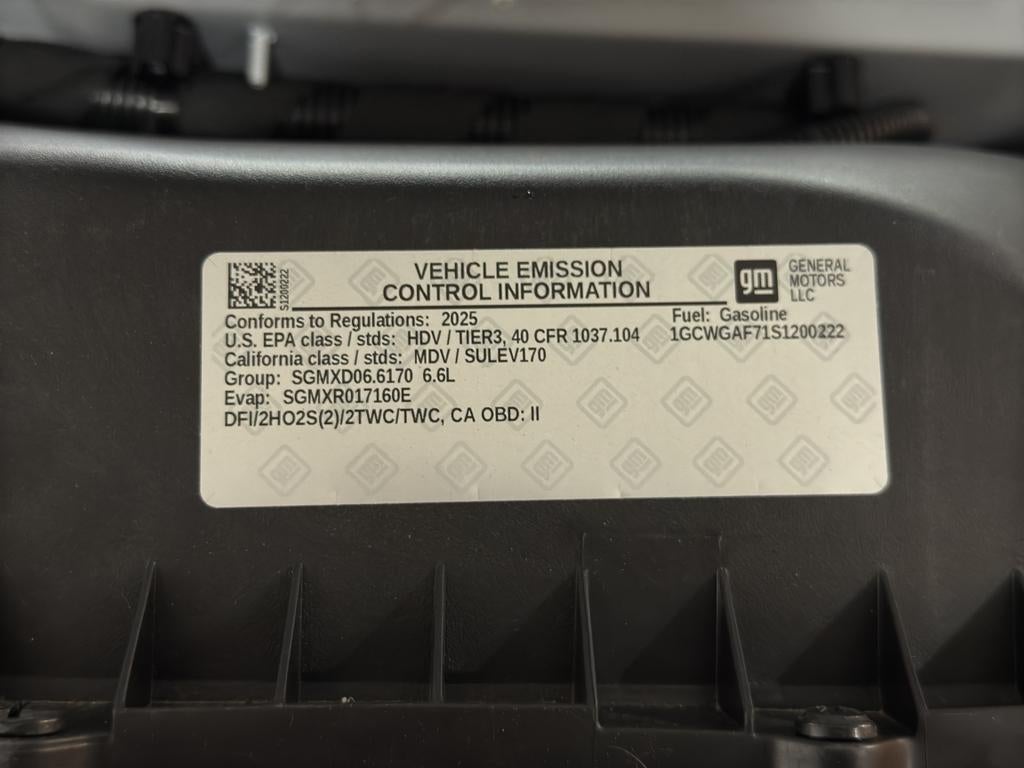 VEHICLE EMISSION
CONTROL INFORMATION
gm
GENERAL
MOTORS
LLC
S1200222
Conforms to Regulations: 2025
Fuel: Gasoline
U.S. EPA class / stds: HDV / TIER3, 40 CFR 1037.104
1GCWGAF71S1200222
California class / stds: MDV / SULEV170
Group: SGMXD06.6170 6.6L
Evap: SGMXR017160E
DFI/2HO2S(2)/2TWC/TWC, CA OBD: II